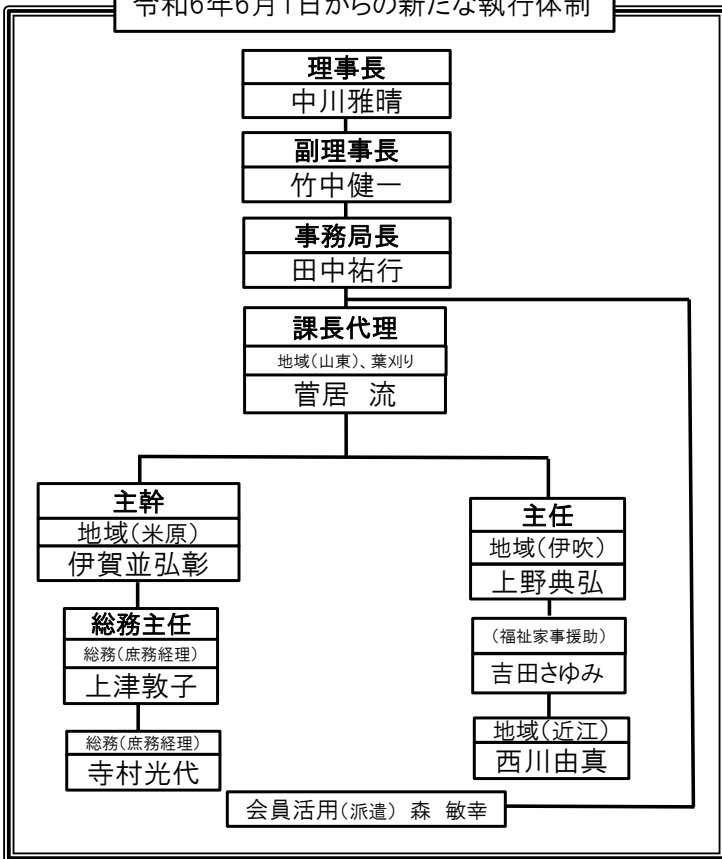 令和6年6月1日からの新たな執行体制
理事長
中川雅晴
副理事長
竹中健一
事務局長
田中祐行
課長代理
地域(山東)、葉刈り
菅居　流
主幹
地域(米原)
伊賀並弘彰
総務主任
総務(庶務経理)
上津敦子
総務(庶務経理)
寺村光代
主任
地域(伊吹)
上野典弘
(福祉家事援助)
吉田さゆみ
地域(近江)
西川由真
会員活用(派遣)　森　敏幸